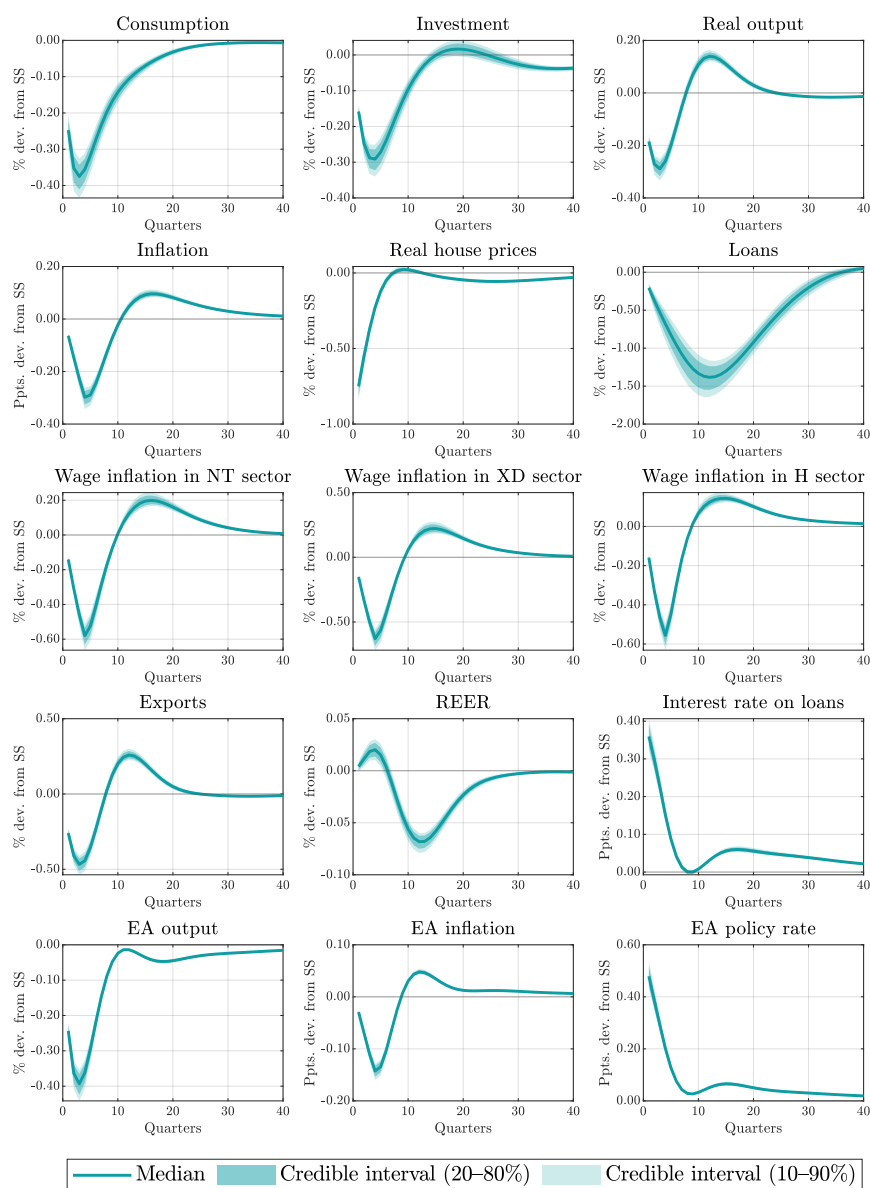 Consumption
Investment
Real output
% dev. from SS
0.00
-0.10
-0.20
-0.30
-0.40
0 10 20 30 40
Quarters
% dev. from SS
0.00
-0.10
-0.20
-0.30
-0.40
0 10 20 30 40
Quarters
% dev. from SS
0.20
0.00
-0.20
-0.40
0 10 20 30 40
Quarters
Inflation
Real house prices
Loans
Ppts. dev. from SS
0.20
0.00
-0.20
-0.40
0 10 20 30 40
Quarters
% dev. from SS
0.00
-0.50
-1.00
0 10 20 30 40
Quarters
% dev. from SS
0.00
-0.50
-1.00
-1.50
-2.00
0 10 20 30 40
Quarters
Wage inflation in NT sector
Wage inflation in XD sector
Wage inflation in H sector
% dev. from SS
0.20
0.00
-0.20
-0.40
-0.60
0 10 20 30 40
Quarters
% dev. from SS
0.50
0.00
-0.50
0 10 20 30 40
Quarters
% dev. from SS
0.00
-0.20
-0.40
-0.60
0 10 20 30 40
Quarters
Exports
REER
Interest rate on loans
% dev. from SS
0.50
0.00
-0.50
0 10 20 30 40
Quarters
% dev. from SS
0.05
0.00
-0.05
-0.10
0 10 20 30 40
Quarters
Ppts. dev. from SS
0.40
0.30
0.20
0.10
0.00
0 10 20 30 40
Quarters
EA output
EA inflation
EA policy rate
% dev. from SS
0.00
-0.10
-0.20
-0.30
-0.40
0 10 20 30 40
Quarters
Ppts. dev. from SS
0.10
0.00
-0.10
-0.20
0 10 20 30 40
Quarters
Ppts. dev. from SS
0.60
0.40
0.20
0.00
0 10 20 30 40
Quarters
Median Credible interval (20–80%) Credible interval (10–90%)